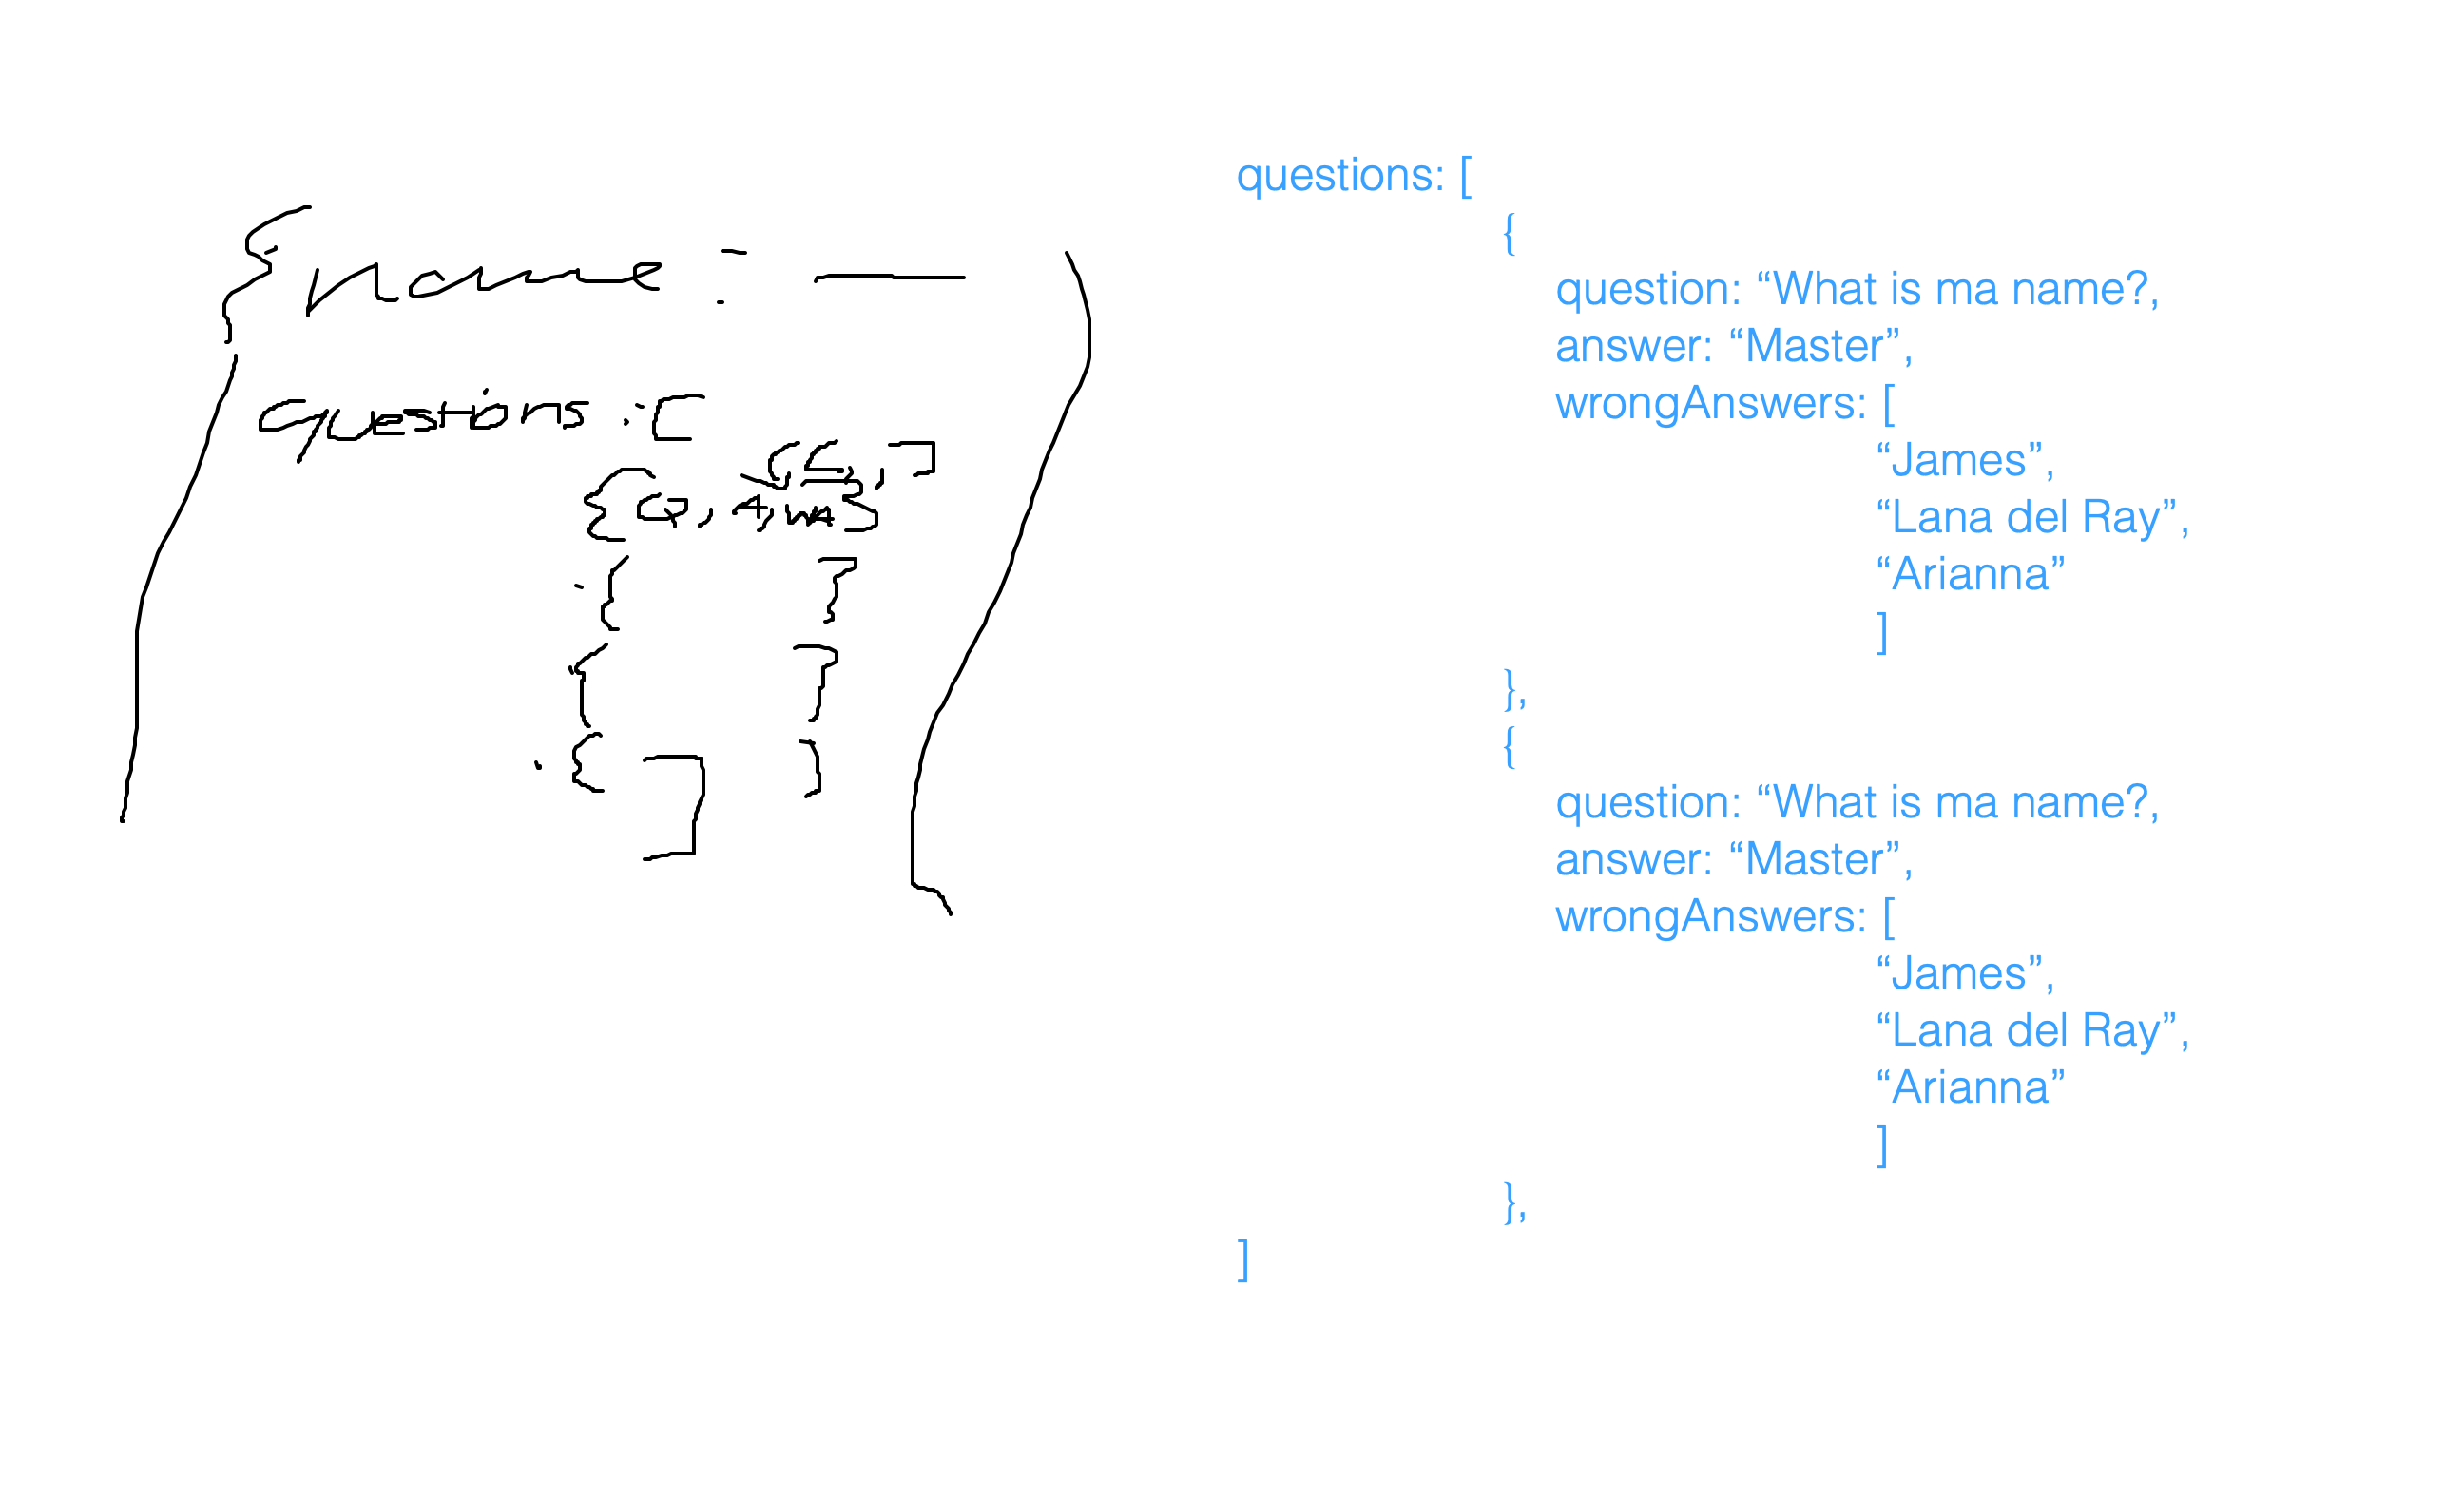 { name : —
questions : [
questions: [
{
question: “What is ma name?,
answer: “Master”,
wrongAnswers: [
“James”,
“Lana del Ray”,
“Arianna”
]
},
{
question: “What is ma name?,
answer: “Master”,
wrongAnswers: [
“James”,
“Lana del Ray”,
“Arianna”
]
},
]